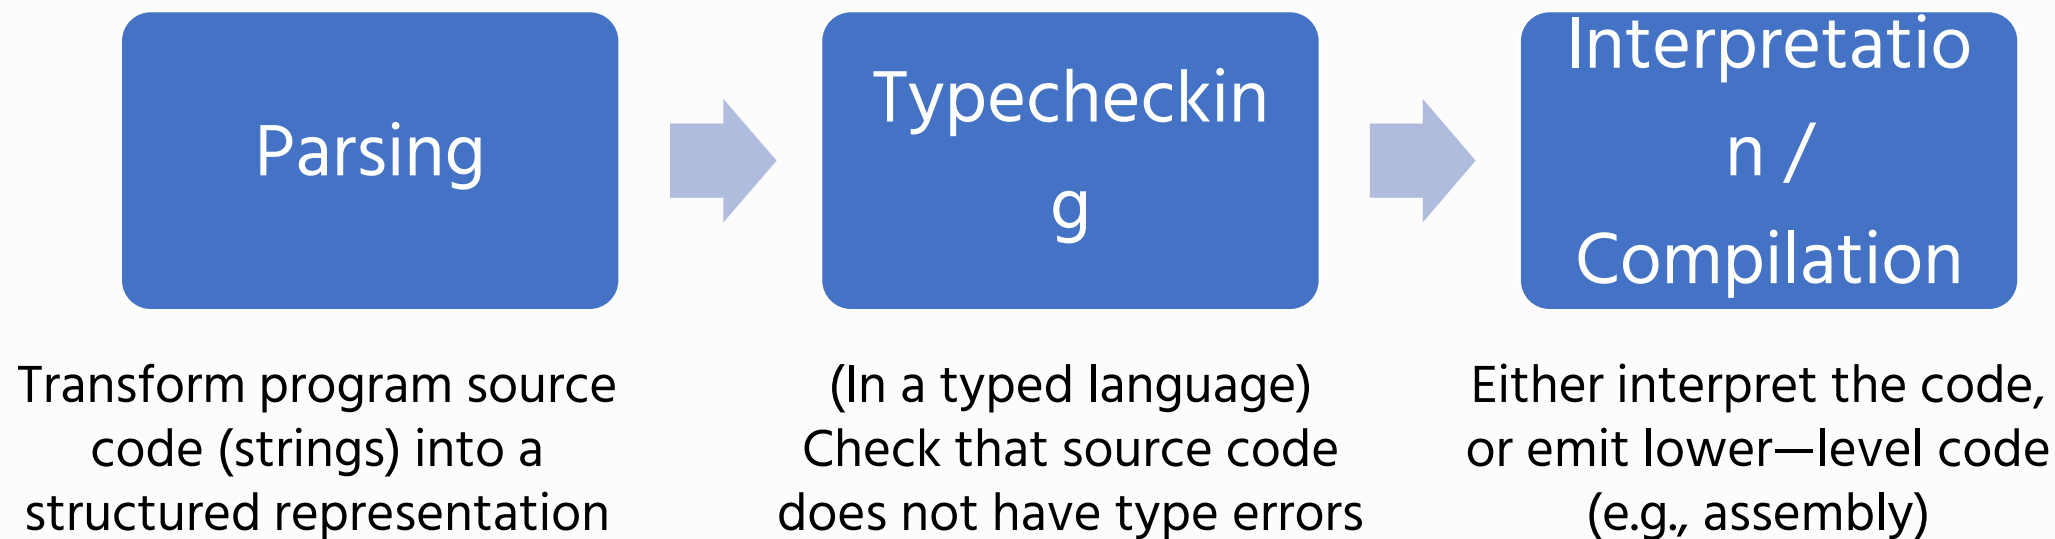 Parsing
Typecheckin
g
Interpretatio
n /
Compilation
Transform program source
code (strings) into a
structured representation
(In a typed language)
Check that source code
does not have type errors
Either interpret the code,
or emit lower—level code
(e.g., assembly)